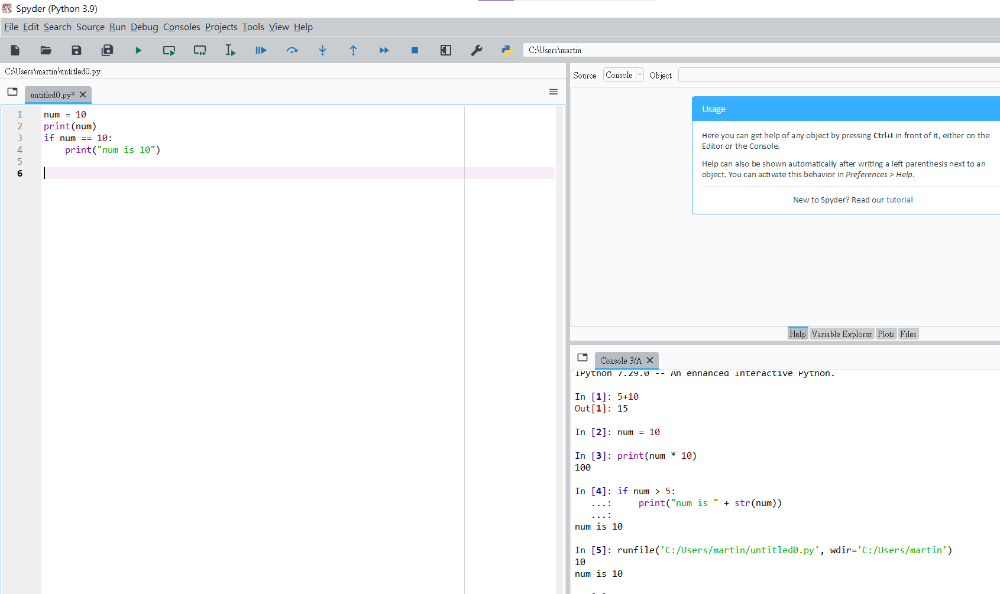 Spyder (Python 3.9)
File Edit Search Source Run Debug Consoles Projects Tools View Help
C:\Users\martin
C:\Users\martin\untitled0.py
untitled0.py*
1 num = 10
2 print(num)
3 if num == 10:
4     print("num is 10")
5
6
Source Console Object
Usage
Here you can get help of any object by pressing Ctrl+I in front of it, either on the
Editor or the Console.
Help can also be shown automatically after writing a left parenthesis next to an
object. You can activate this behavior in Preferences > Help.
New to Spyder? Read our tutorial
Help Variable Explorer Plots Files
Console 3/A
IPython 7.29.0 -- An enhanced Interactive Python.
In [1]: 5+10
Out[1]: 15
In [2]: num = 10
In [3]: print(num * 10)
100
In [4]: if num > 5:
...:     print("num is " + str(num))
...:
num is 10
In [5]: runfile('C:/Users/martin/untitled0.py', wdir='C:/Users/martin')
10
num is 10